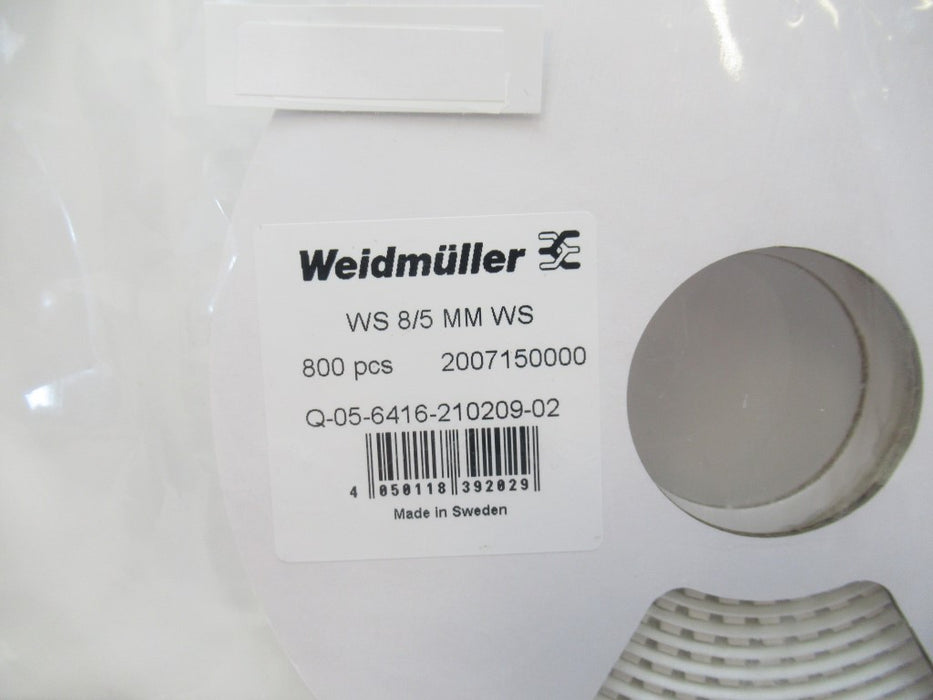 Weidmüller
WS 8/5 MM WS
800 pcs 2007150000
Q-05-6416-210209-02
4 050118 392029
Made in Sweden